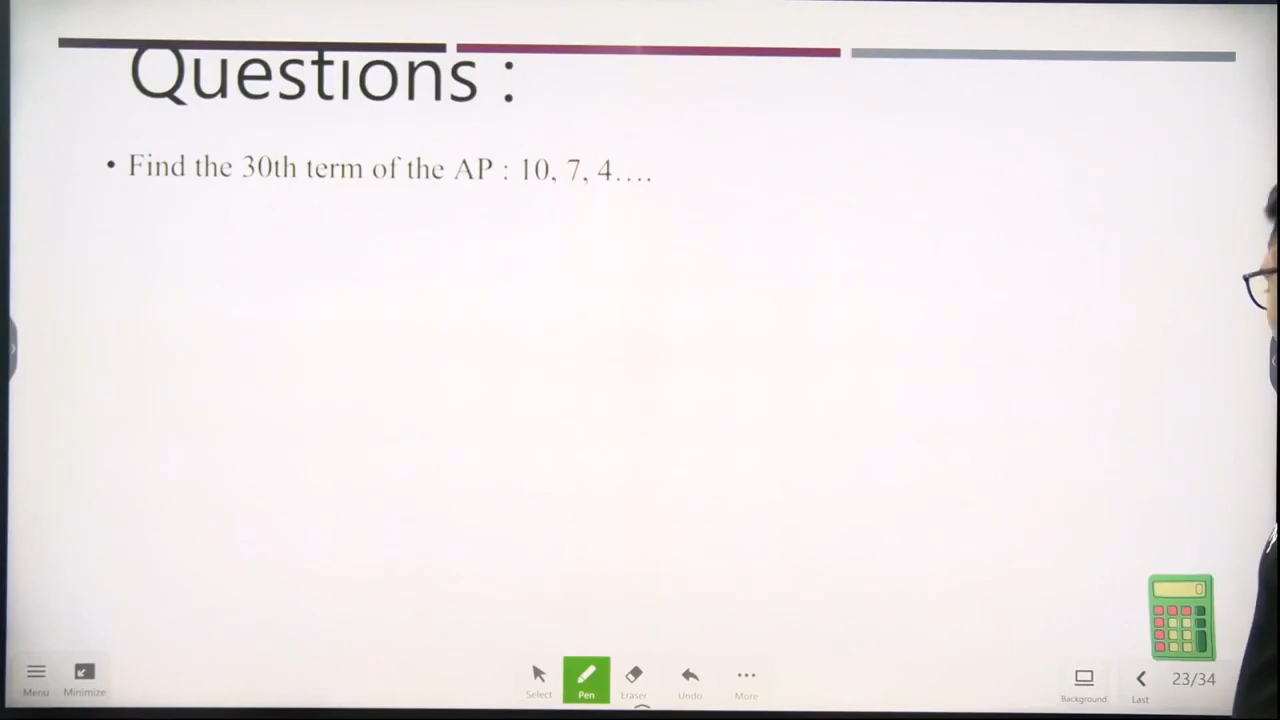 Questions :
• Find the 30th term of the AP : 10, 7, 4....
0
Menu
Minimize
Select
Pen
Eraser
Undo
More
Background
Last
23/34